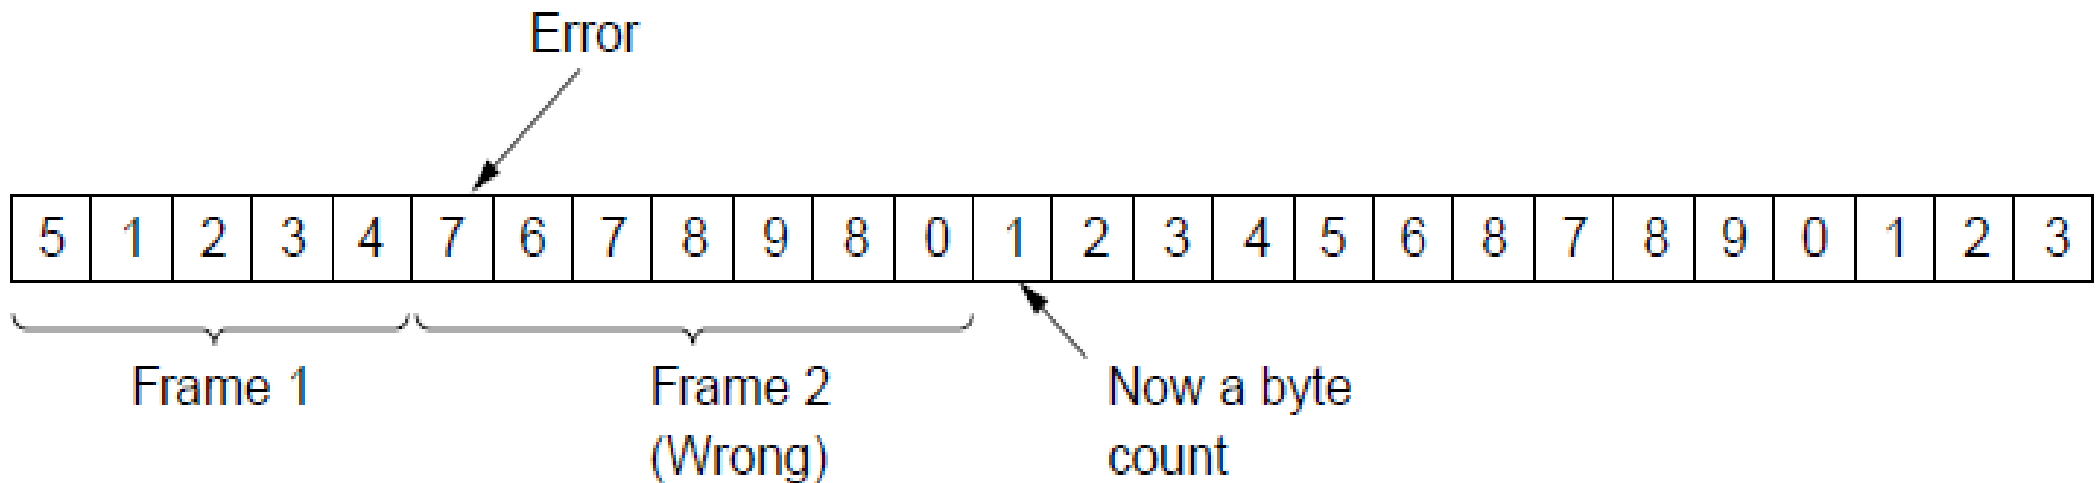 Error
5 1 2 3 4 7 6 7 8 9 8 0 1 2 3 4 5 6 8 7 8 9 0 1 2 3
Frame 1
Frame 2
(Wrong)
Now a byte
count